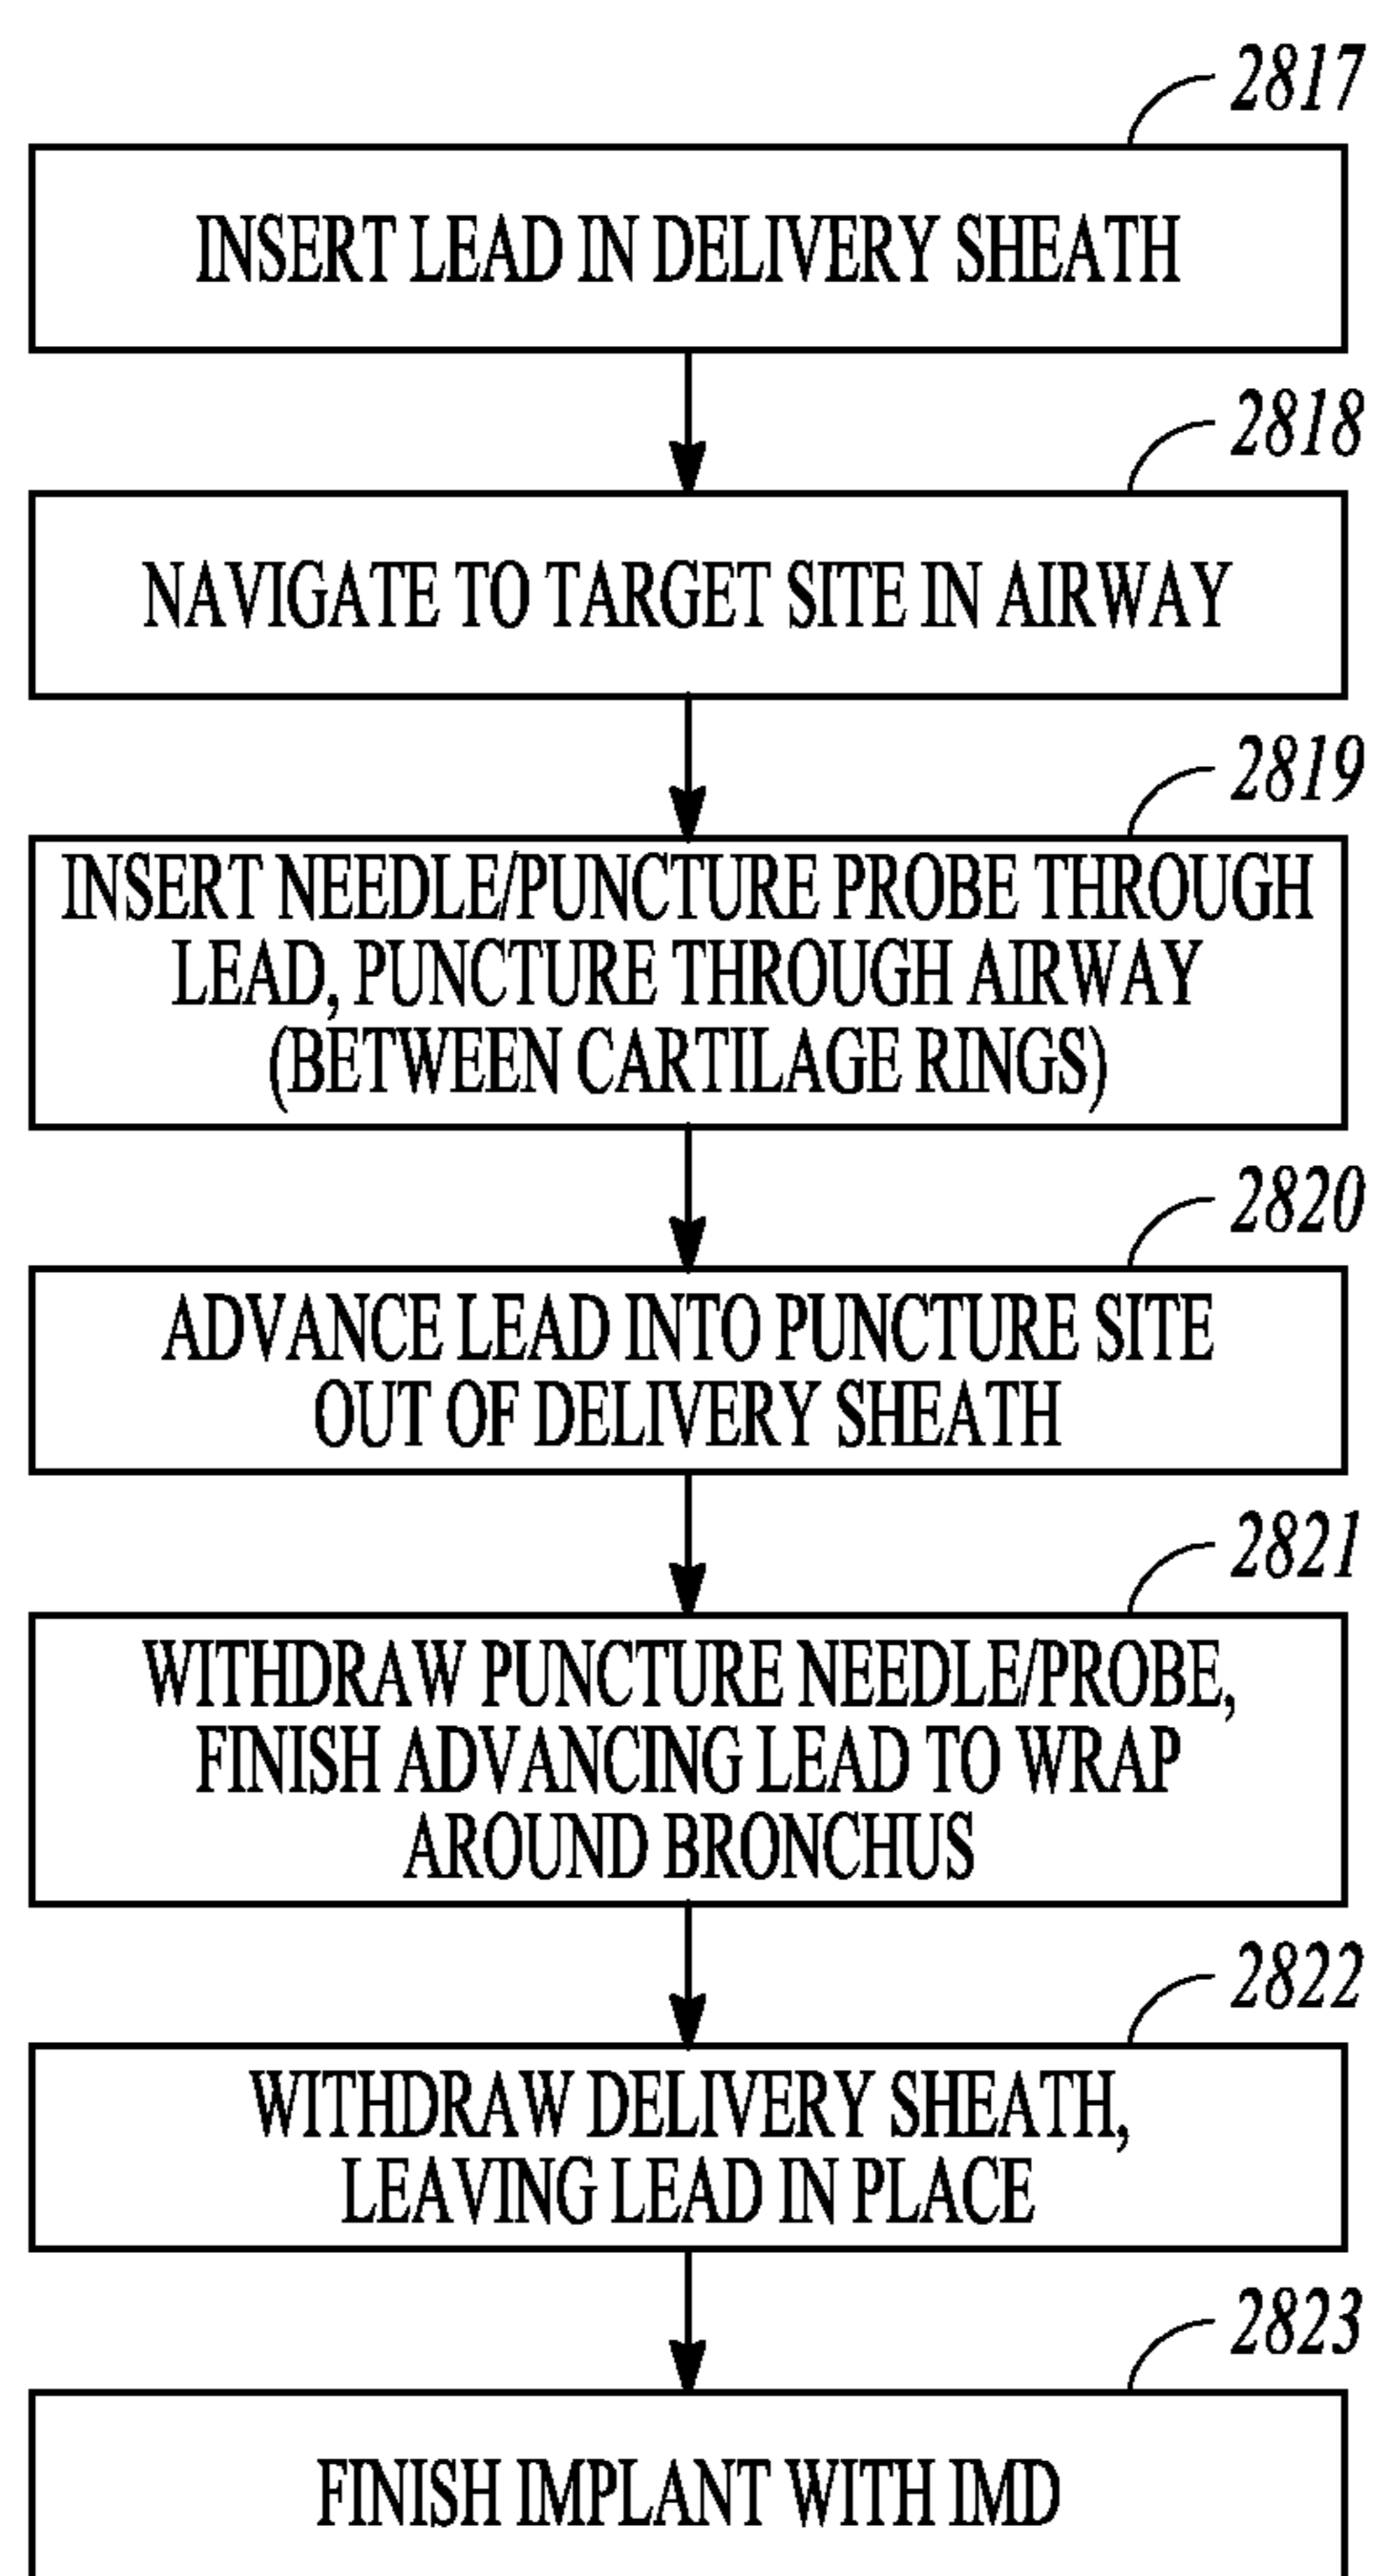 2817
INSERT LEAD IN DELIVERY SHEATH
2818
NAVIGATE TO TARGET SITE IN AIRWAY
2819
INSERT NEEDLE/PUNCTURE PROBE THROUGH
LEAD, PUNCTURE THROUGH AIRWAY
(BETWEEN CARTILAGE RINGS)
2820
ADVANCE LEAD INTO PUNCTURE SITE
OUT OF DELIVERY SHEATH
2821
WITHDRAW PUNCTURE NEEDLE/PROBE,
FINISH ADVANCING LEAD TO WRAP
AROUND BRONCHUS
2822
WITHDRAW DELIVERY SHEATH,
LEAVING LEAD IN PLACE
2823
FINISH IMPLANT WITH IMD